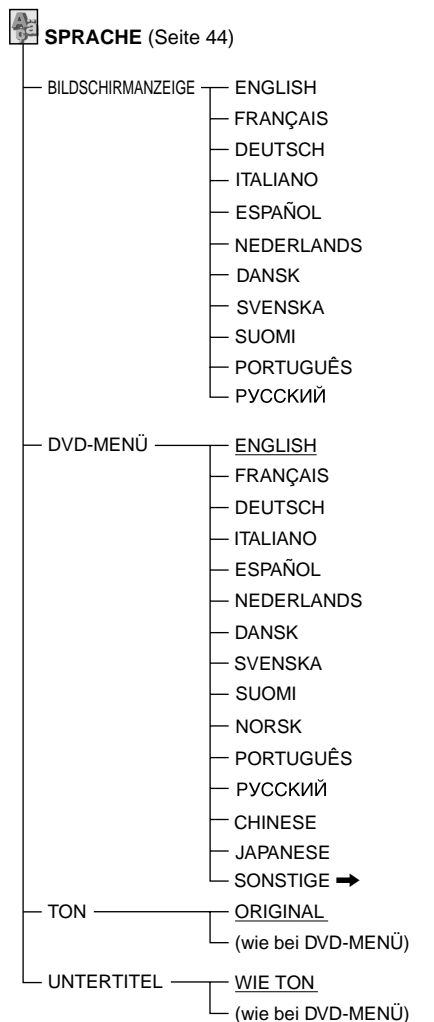 SPRACHE (Seite 44)
BILDSCHIRMANZEIGE
ENGLISH
FRANÇAIS
DEUTSCH
ITALIANO
ESPAÑOL
NEDERLANDS
DANSK
SVENSKA
SUOMI
PORTUGUÊS
РУССКИЙ
DVD-MENÜ
ENGLISH
FRANÇAIS
DEUTSCH
ITALIANO
ESPAÑOL
NEDERLANDS
DANSK
SVENSKA
SUOMI
NORSK
PORTUGUÊS
РУССКИЙ
CHINESE
JAPANESE
SONSTIGE ➡
TON
ORIGINAL
(wie bei DVD-MENÜ)
UNTERTITEL
WIE TON
(wie bei DVD-MENÜ)